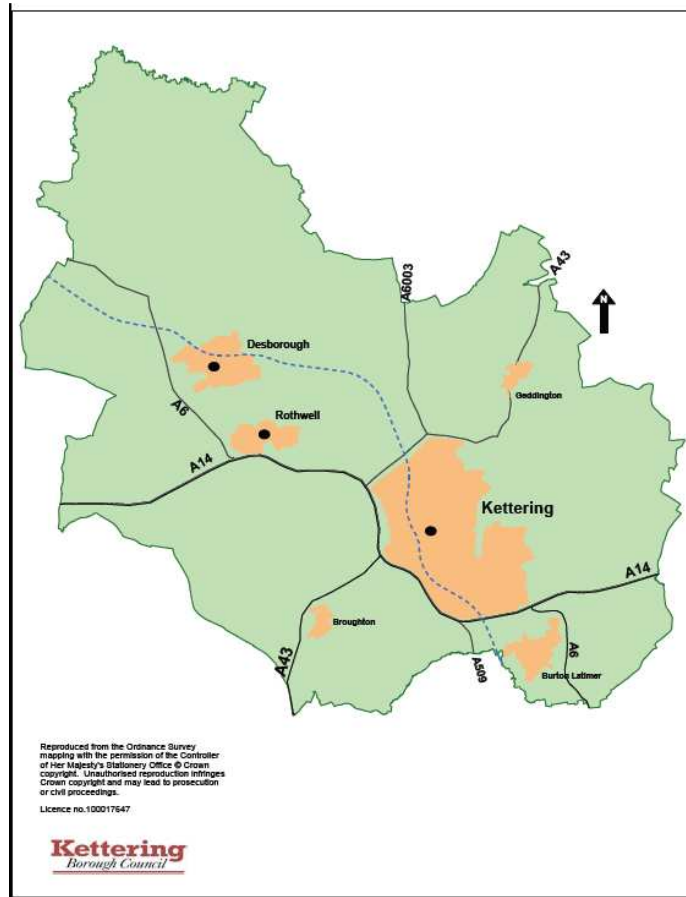 A43
A6003
N
Desborough
Geddington
Rothwell
A6
A14
Kettering
A14
Broughton
A43
A509
A6
Burton Latimer
Reproduced from the Ordnance Survey
mapping with the permission of the Controller
of Her Majesty's Stationery Office © Crown
copyright. Unauthorised reproduction infringes
Crown copyright and may lead to prosecution
or civil proceedings.
Licence no.100017647
Kettering
Borough Council